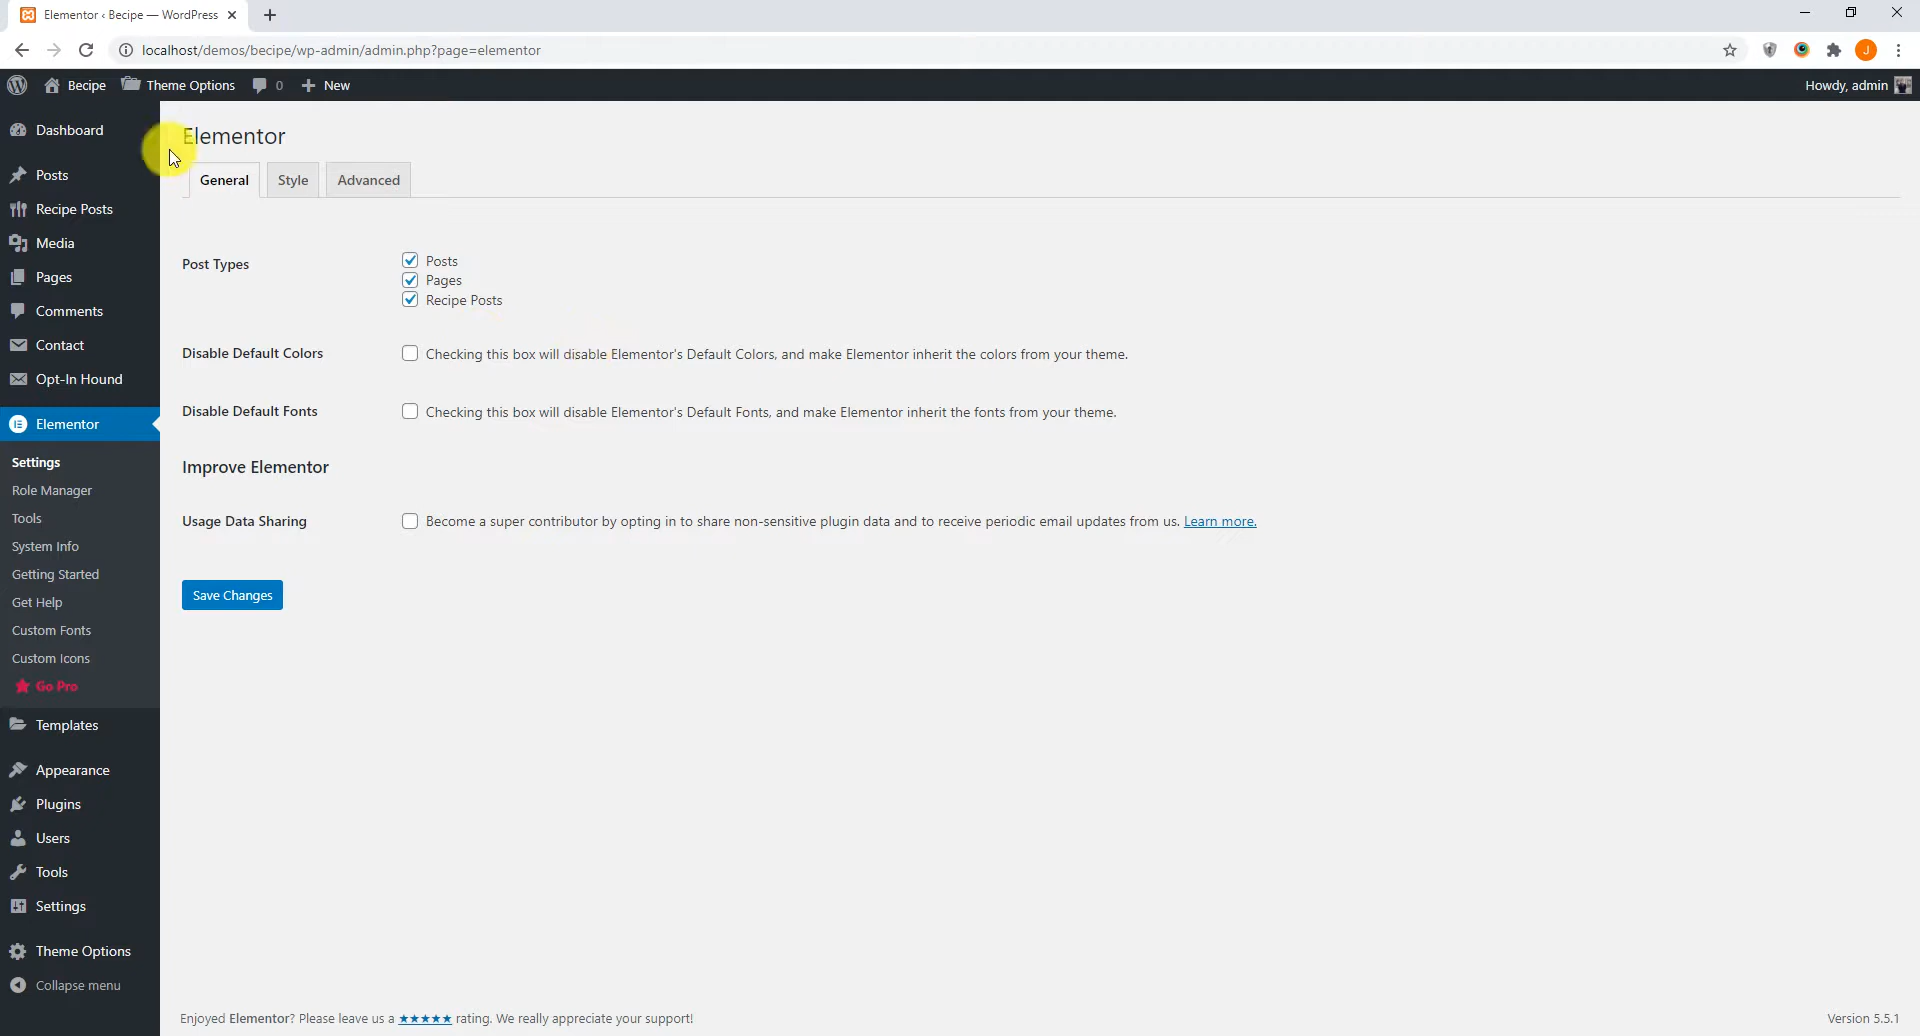 Elementor ‹ Becipe — WordPress
localhost/demos/becipe/wp-admin/admin.php?page=elementor
J
Becipe
Theme Options
0
New
Howdy, admin
Dashboard
Posts
Recipe Posts
Media
Pages
Comments
Contact
Opt-In Hound
Elementor
Settings
Role Manager
Tools
System Info
Getting Started
Get Help
Custom Fonts
Custom Icons
Go Pro
Templates
Appearance
Plugins
Users
Tools
Settings
Theme Options
Collapse menu
Elementor
General
Style
Advanced
Post Types
Posts
Pages
Recipe Posts
Disable Default Colors
Checking this box will disable Elementor's Default Colors, and make Elementor inherit the colors from your theme.
Disable Default Fonts
Checking this box will disable Elementor's Default Fonts, and make Elementor inherit the fonts from your theme.
Improve Elementor
Usage Data Sharing
Become a super contributor by opting in to share non-sensitive plugin data and to receive periodic email updates from us. Learn more.
Save Changes
Enjoyed Elementor? Please leave us a ★★★★★ rating. We really appreciate your support!
Version 5.5.1